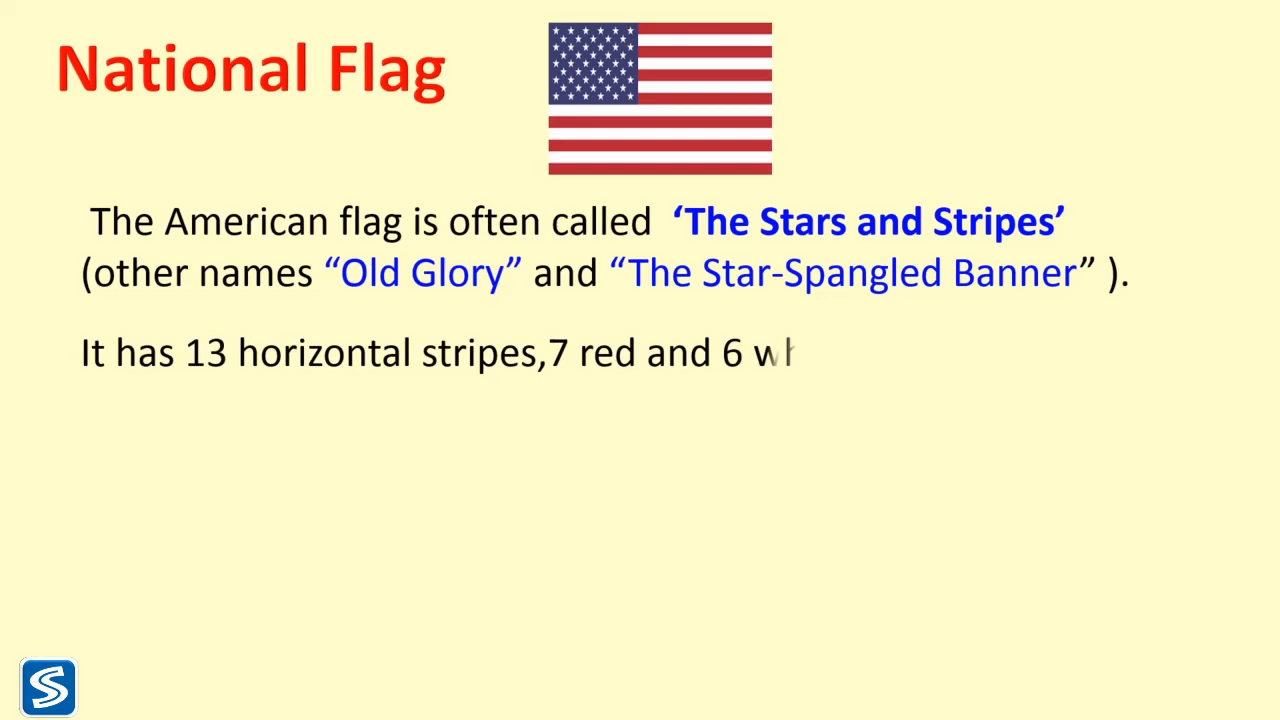 National Flag
The American flag is often called ‘The Stars and Stripes’
(other names “Old Glory” and “The Star-Spangled Banner” ).
It has 13 horizontal stripes,7 red and 6 wh